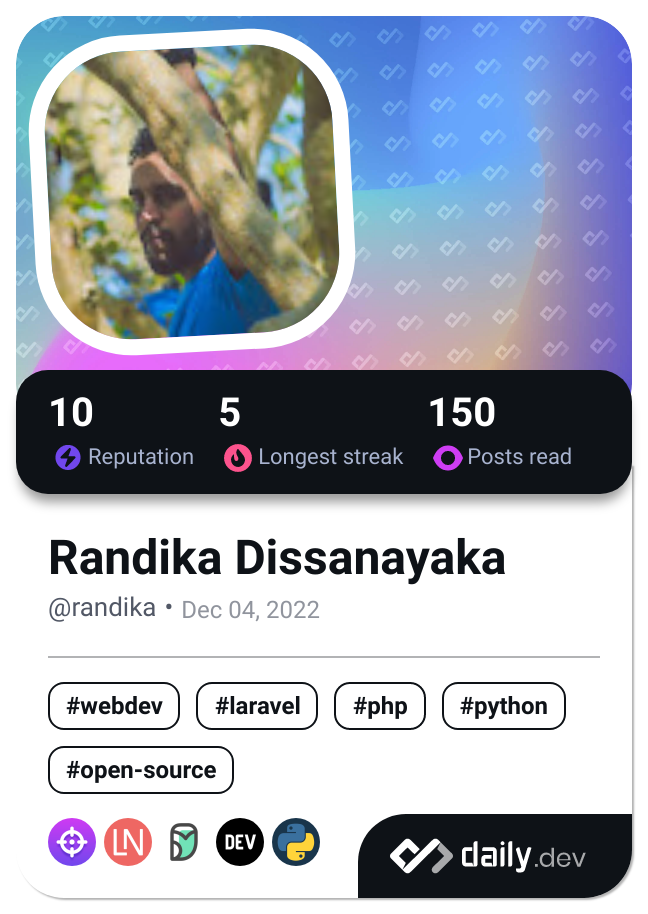 10 5 150
Reputation Longest streak Posts read
Randika Dissanayaka
@randika • Dec 04, 2022
#webdev #laravel #php #python
#open-source
LN DEV
daily.dev